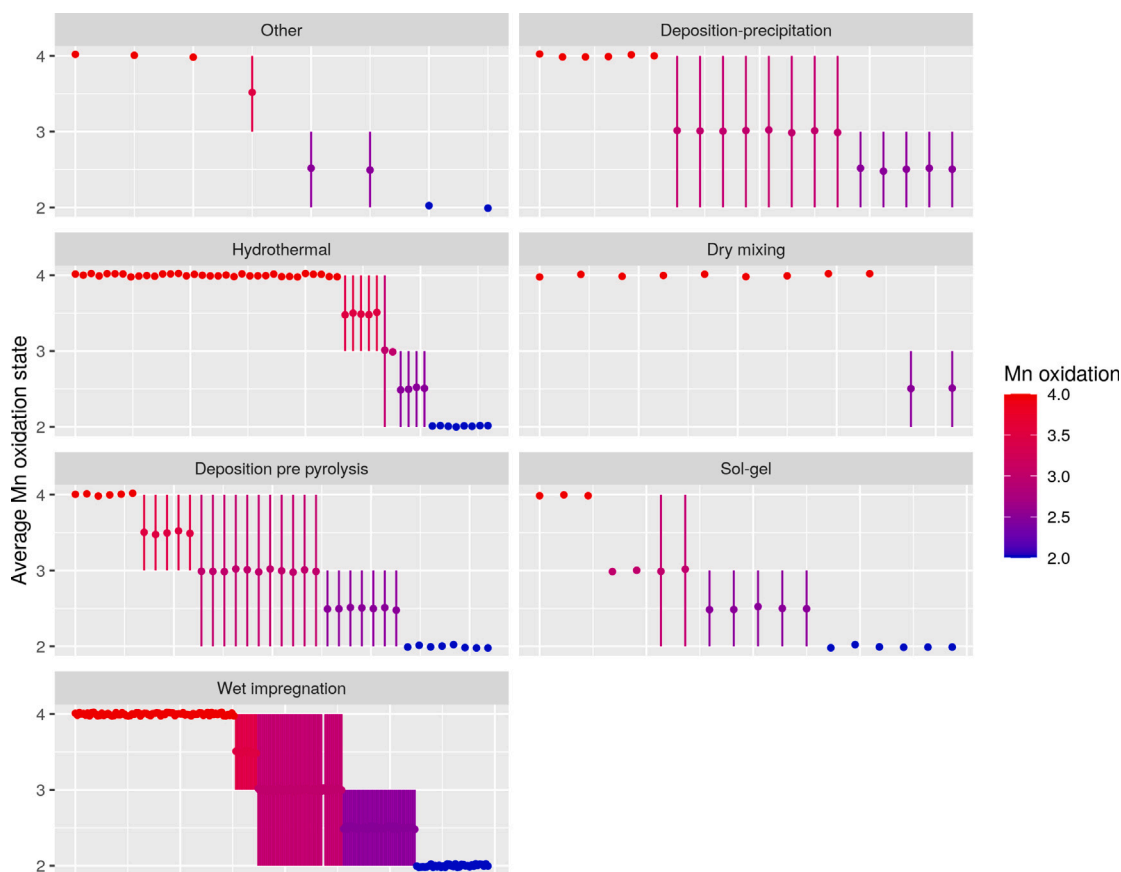 Other
Deposition-precipitation
4
3
2
Hydrothermal
Dry mixing
4
3
2
Deposition pre pyrolysis
Sol-gel
4
3
2
Wet impregnation
4
3
2
Average Mn oxidation state
Mn oxidation
4.0
3.5
3.0
2.5
2.0